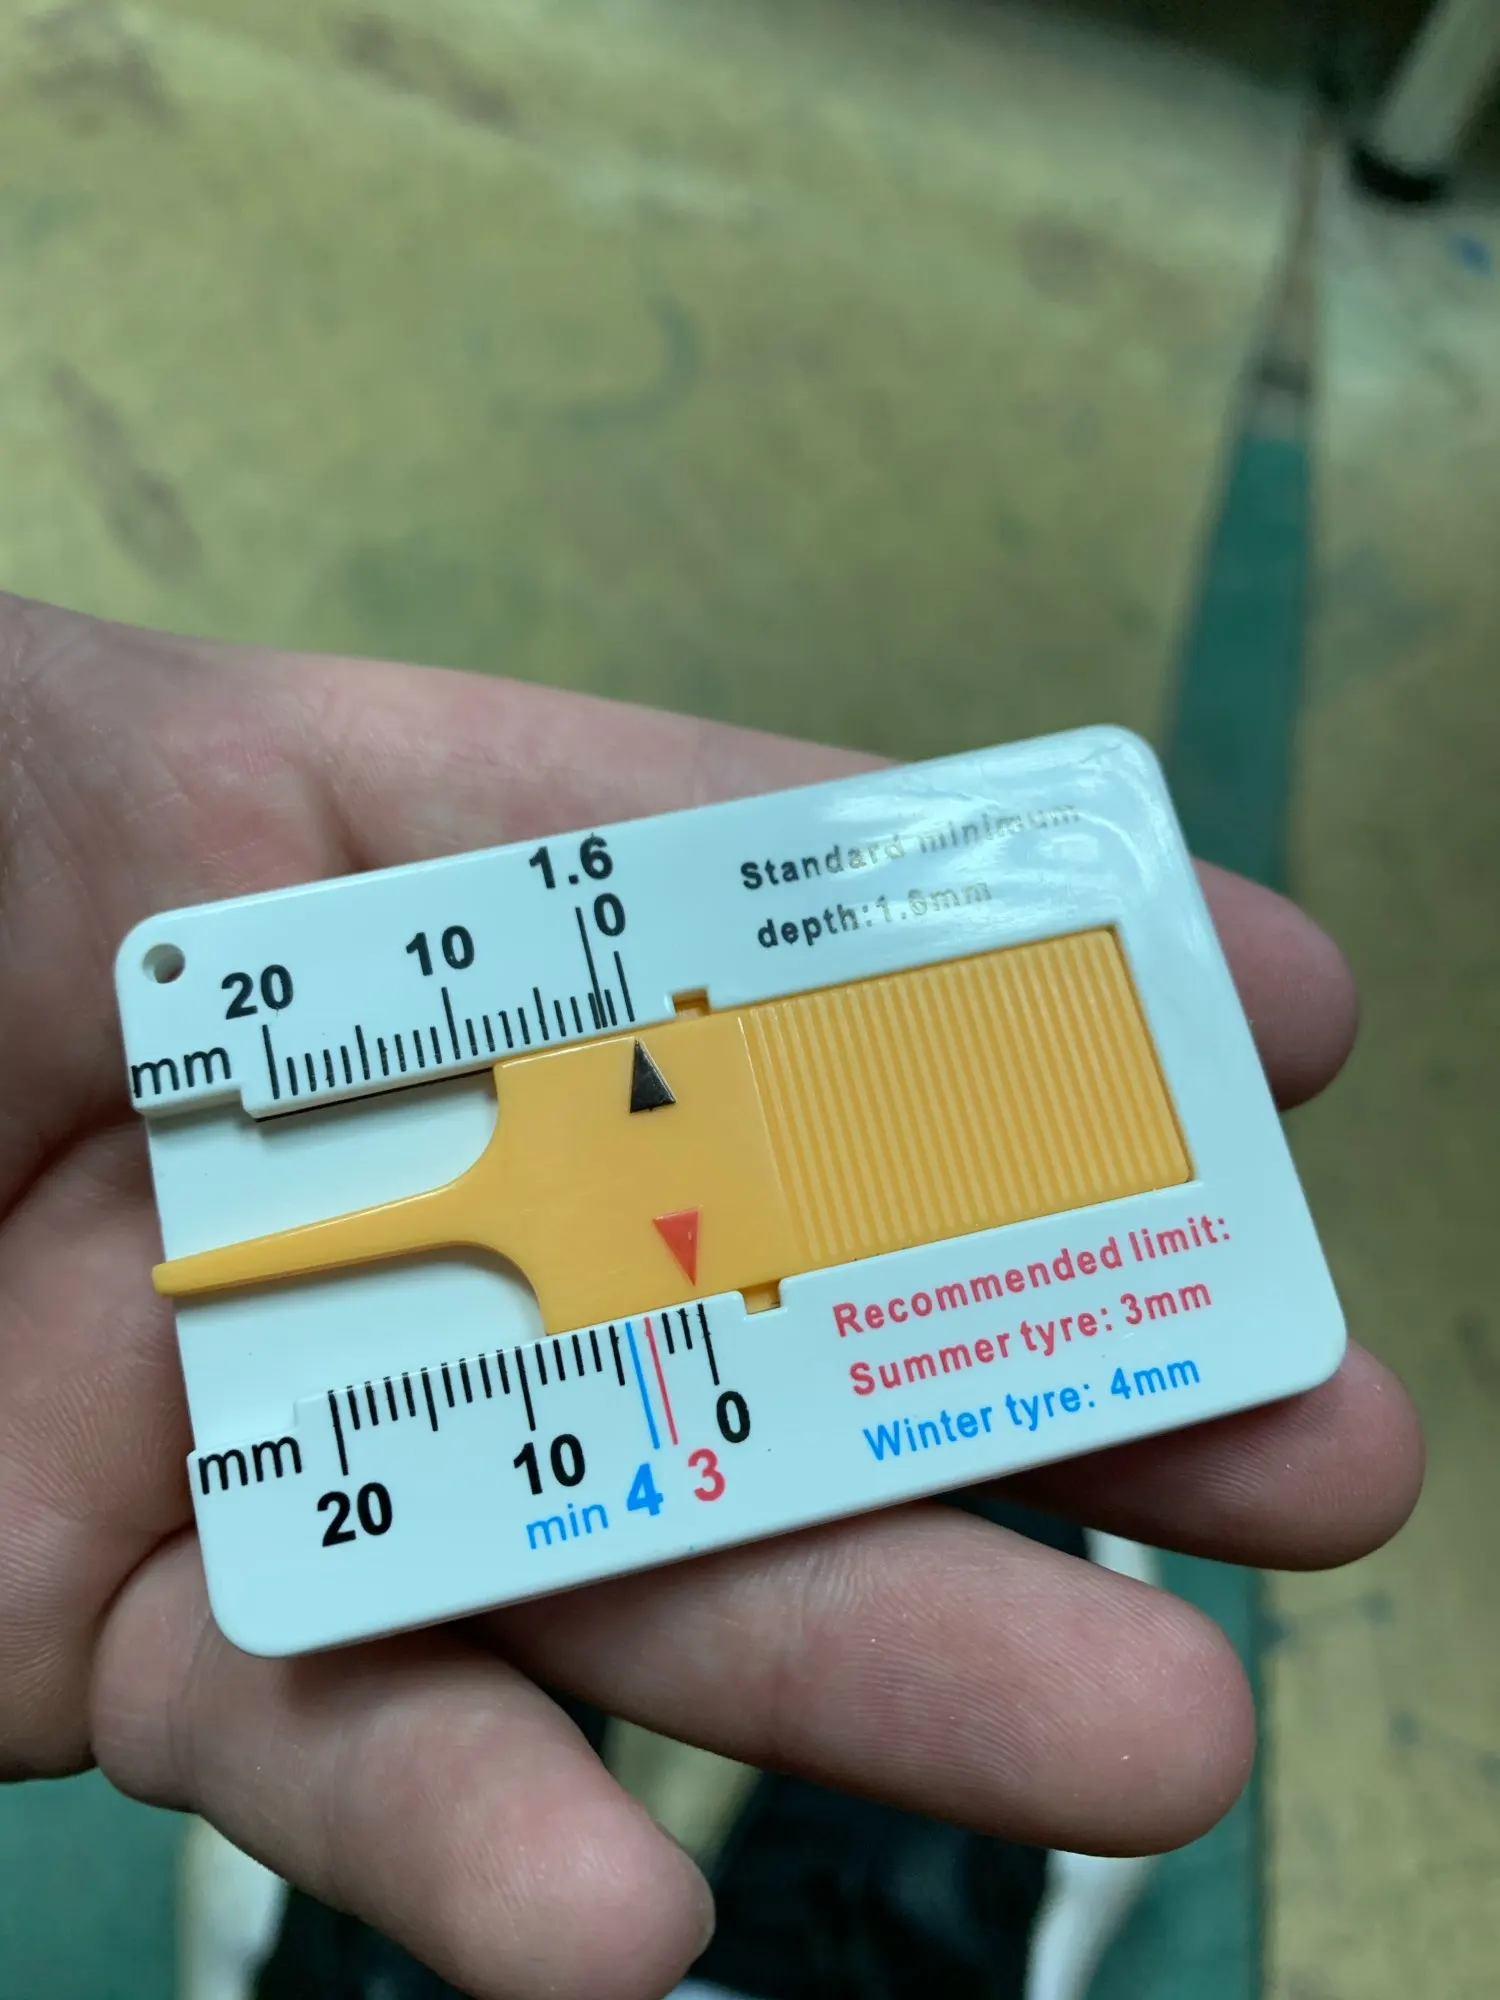 1.6
20 10 0
mm
Standard minimum
depth:1.6mm
Recommended limit:
Summer tyre: 3mm
Winter tyre: 4mm
mm
20 10 min 4 3 0